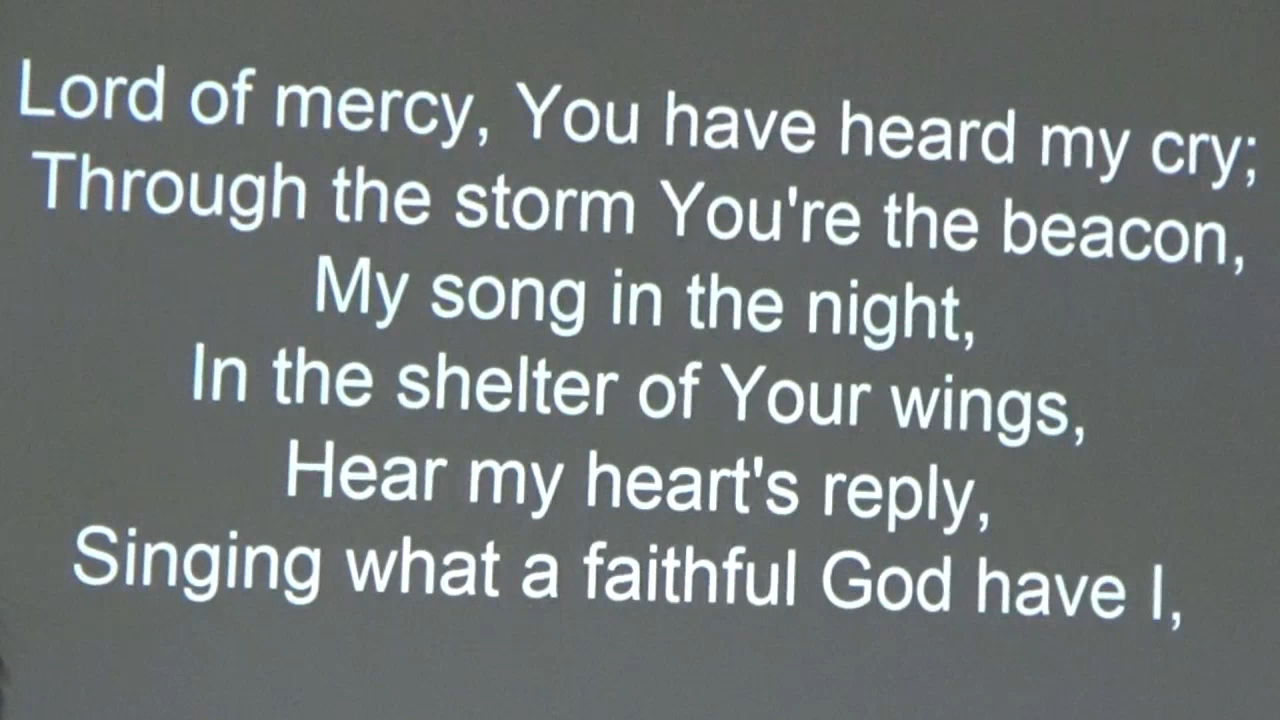 Lord of mercy, You have heard my cry;
Through the storm You're the beacon,
My song in the night,
In the shelter of Your wings,
Hear my heart's reply,
Singing what a faithful God have I,